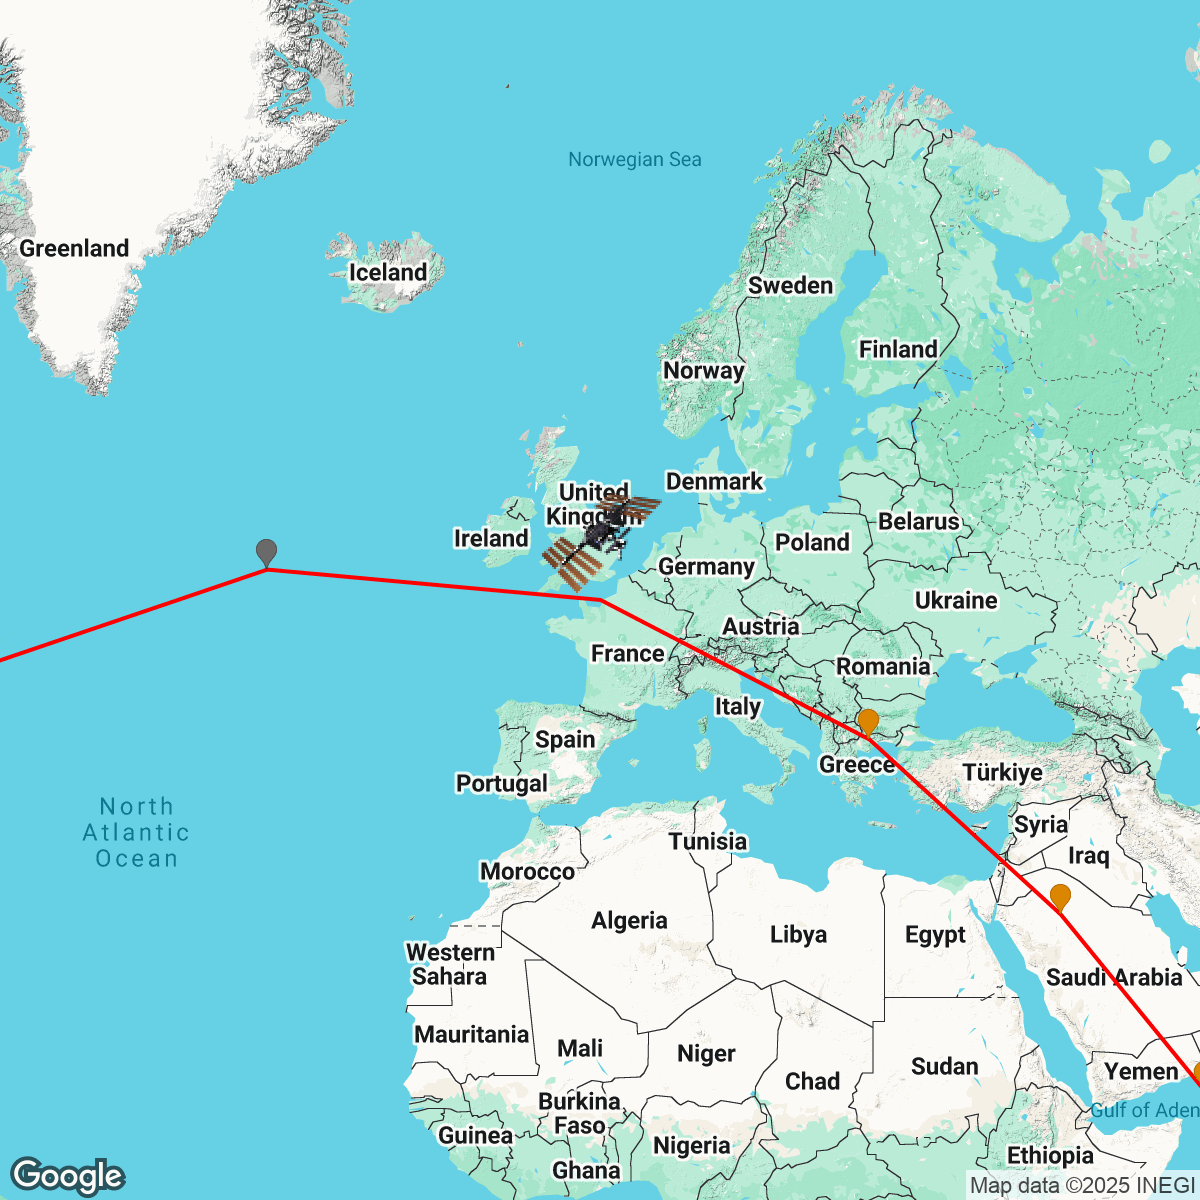 Norwegian Sea
Greenland
Iceland
Sweden
Finland
Norway
Denmark
United
Kingdom
Ireland
Belarus
Poland
Germany
Ukraine
Austria
France
Romania
Italy
Spain
Greece
Türkiye
Portugal
North
Atlantic
Ocean
Syria
Tunisia
Iraq
Morocco
Algeria
Libya
Egypt
Western
Sahara
Saudi Arabia
Mauritania
Mali
Niger
Sudan
Yemen
Chad
Burkina
Faso
Gulf of Aden
Guinea
Nigeria
Ethiopia
Ghana
Google
Map data ©2025 INEGI